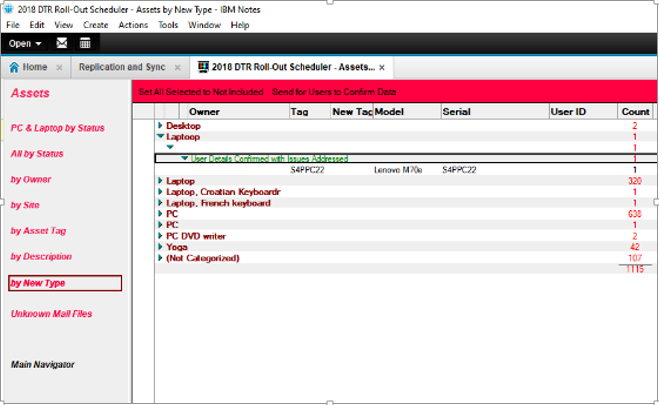 2018 DTR Roll-Out Scheduler - Assets by New Type - IBM Notes
File Edit View Create Actions Tools Window Help
Open
Home Replication and Sync 2018 DTR Roll-Out Scheduler - Assets...
Assets
Set All Selected to Not Included Send for Users to Confirm Data
Owner Tag New Tag Model Serial User ID Count
PC & Laptop by Status
All by Status
by Owner
by Site
by Asset Tag
by Description
by New Type
Unknown Mail Files
Main Navigator
Desktop 2
Laptoop 1
1
User Details Confirmed with Issues Addressed 1
S4PPC22 Lenovo M70e S4PPC22 1
Laptop 320
Laptop, Croatian Keyboardr 1
Laptop, French keyboard 1
PC 638
PC 1
PC DVD writer 2
Yoga 42
(Not Categorized) 107
1115